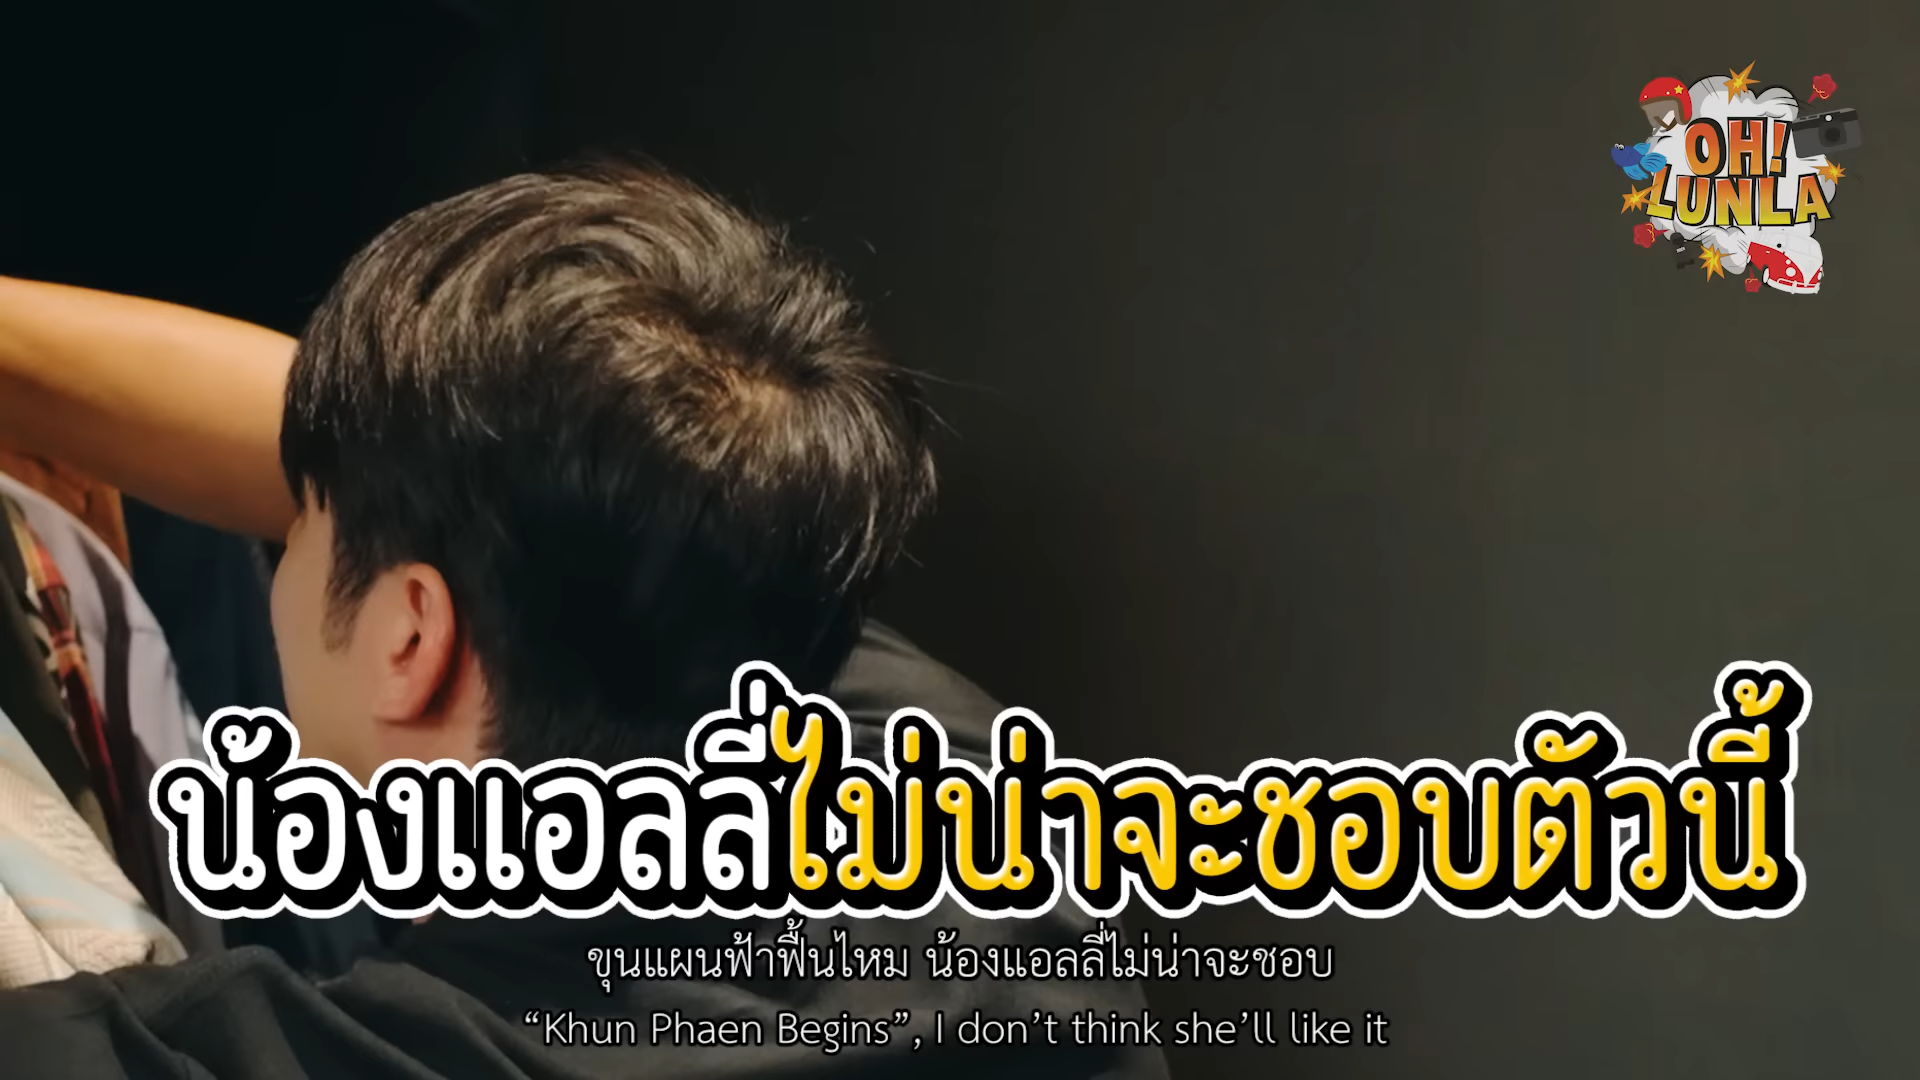 OH!
LUNLA
น้องแอลลี่ไม่น่าจะชอบตัวนี้
ขุนแผนฟ้าฟื้นไหม น้องแอลลี่ไม่น่าจะชอบ
“Khun Phaen Begins”, I don’t think she’ll like it